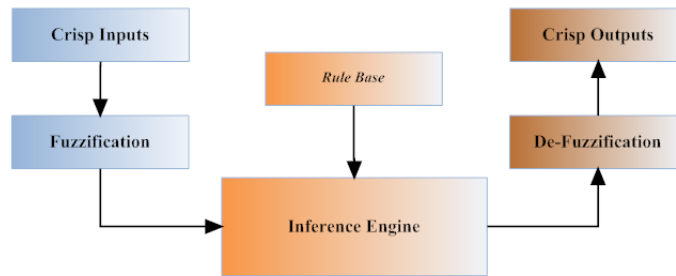 Crisp Inputs
Crisp Outputs
Rule Base
Fuzzification
De-Fuzzification
Inference Engine